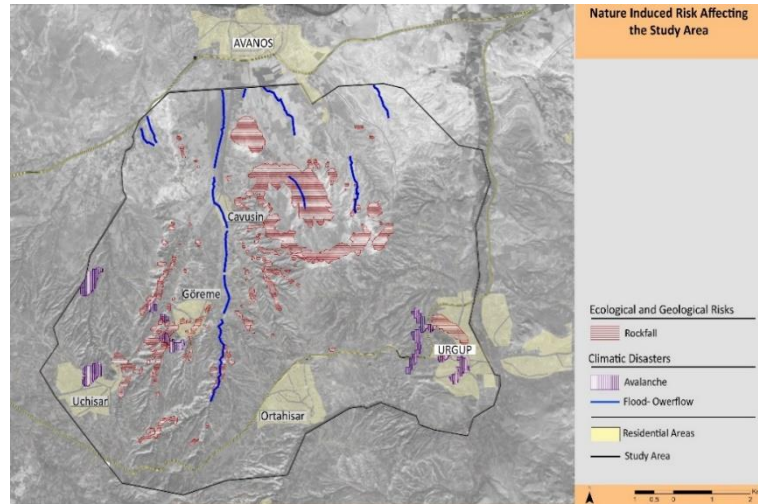 Nature Induced Risk Affecting
the Study Area
AVANOS
Cavusin
Göreme
URGUP
Uchisar
Ortahisar
Ecological and Geological Risks
Rockfall
Climatic Disasters
Avalanche
Flood- Owerflow
Residential Areas
Study Area